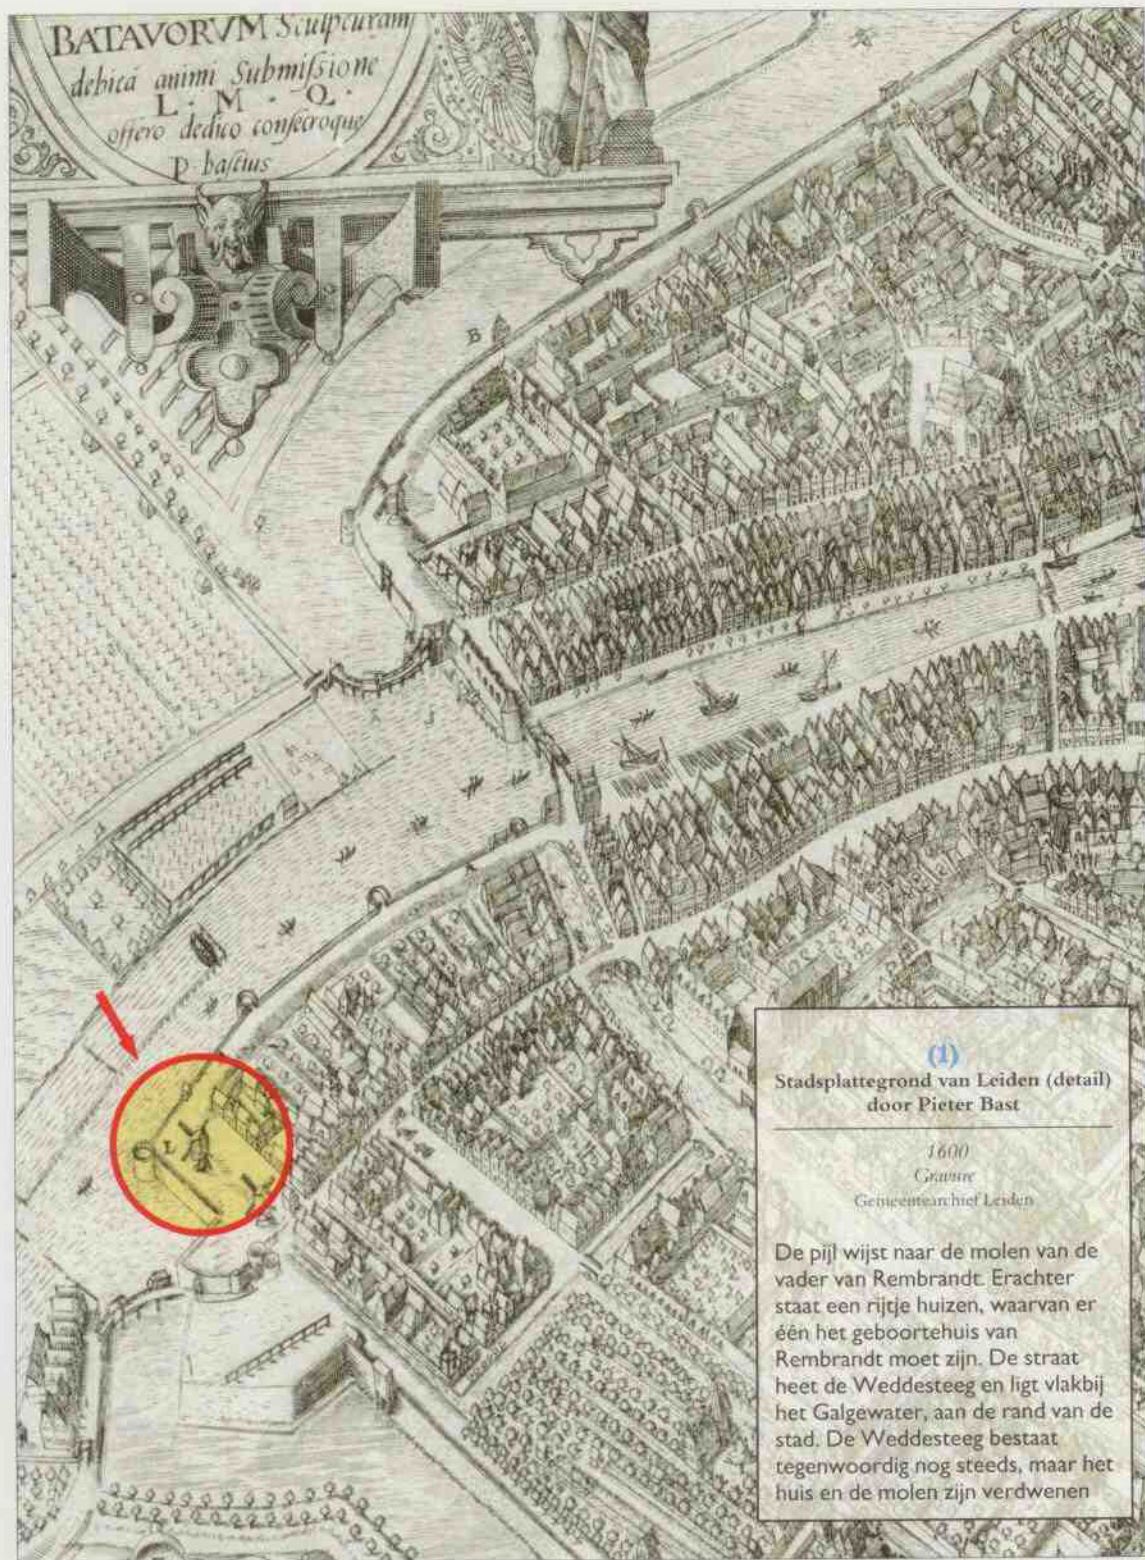 BATAVORVM Sculpturam
debita animi Submissione
L · M · Q ·
offero dedico consecroque
P bastius
C
B
L
(1)
Stadsplattegrond van Leiden (detail)
door Pieter Bast
1600
Gravure
Gemeentearchief Leiden
De pijl wijst naar de molen van de
vader van Rembrandt. Erachter
staat een rijtje huizen, waarvan er
één het geboortehuis van
Rembrandt moet zijn. De straat
heet de Weddesteeg en ligt vlakbij
het Galgewater, aan de rand van de
stad. De Weddesteeg bestaat
tegenwoordig nog steeds, maar het
huis en de molen zijn verdwenen